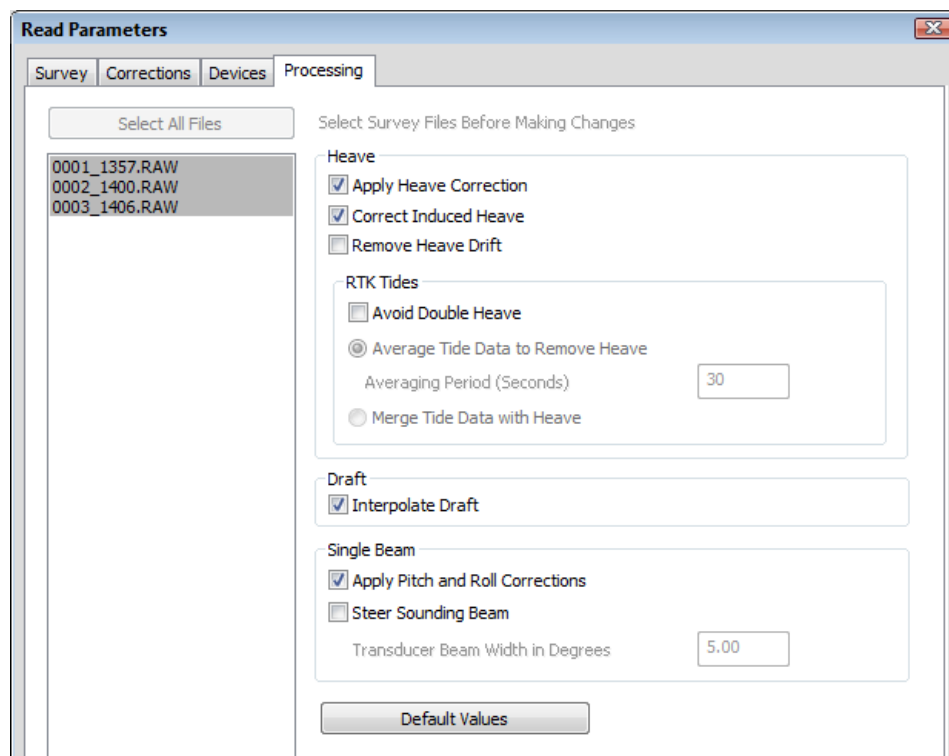 Read Parameters
Survey Corrections Devices Processing
Select All Files
Select Survey Files Before Making Changes
0001_1357.RAW
0002_1400.RAW
0003_1406.RAW
Heave
Apply Heave Correction
Correct Induced Heave
Remove Heave Drift
RTK Tides
Avoid Double Heave
Average Tide Data to Remove Heave
Averaging Period (Seconds) 30
Merge Tide Data with Heave
Draft
Interpolate Draft
Single Beam
Apply Pitch and Roll Corrections
Steer Sounding Beam
Transducer Beam Width in Degrees 5.00
Default Values